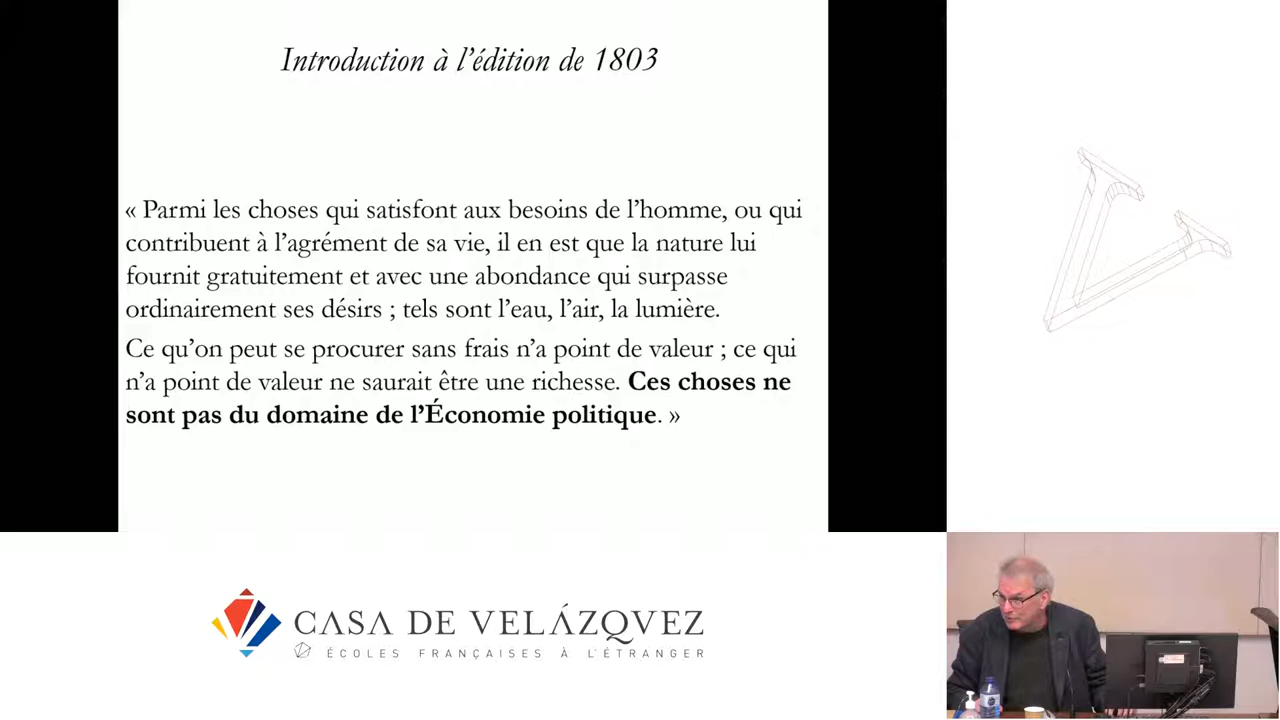 Introduction à l’édition de 1803
« Parmi les choses qui satisfont aux besoins de l’homme, ou qui
contribuent à l’agrément de sa vie, il en est que la nature lui
fournit gratuitement et avec une abondance qui surpasse
ordinairement ses désirs ; tels sont l’eau, l’air, la lumière.
Ce qu’on peut se procurer sans frais n’a point de valeur ; ce qui
n’a point de valeur ne saurait être une richesse. Ces choses ne
sont pas du domaine de l’Économie politique. »
CASA DE VELÁZQVEZ
ÉCOLES FRANÇAISES À L'ÉTRANGER